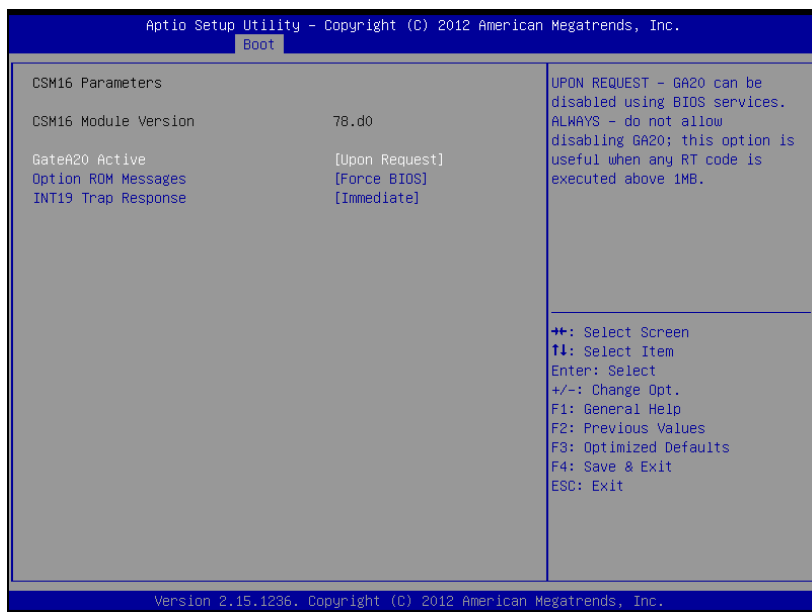 Aptio Setup Utility – Copyright (C) 2012 American Megatrends, Inc.
Boot
CSM16 Parameters
CSM16 Module Version 78.d0
GateA20 Active [Upon Request]
Option ROM Messages [Force BIOS]
INT19 Trap Response [Immediate]
UPON REQUEST – GA20 can be
disabled using BIOS services.
ALWAYS – do not allow
disabling GA20; this option is
useful when any RT code is
executed above 1MB.
→←: Select Screen
↑↓: Select Item
Enter: Select
+/-: Change Opt.
F1: General Help
F2: Previous Values
F3: Optimized Defaults
F4: Save & Exit
ESC: Exit
Version 2.15.1236. Copyright (C) 2012 American Megatrends, Inc.